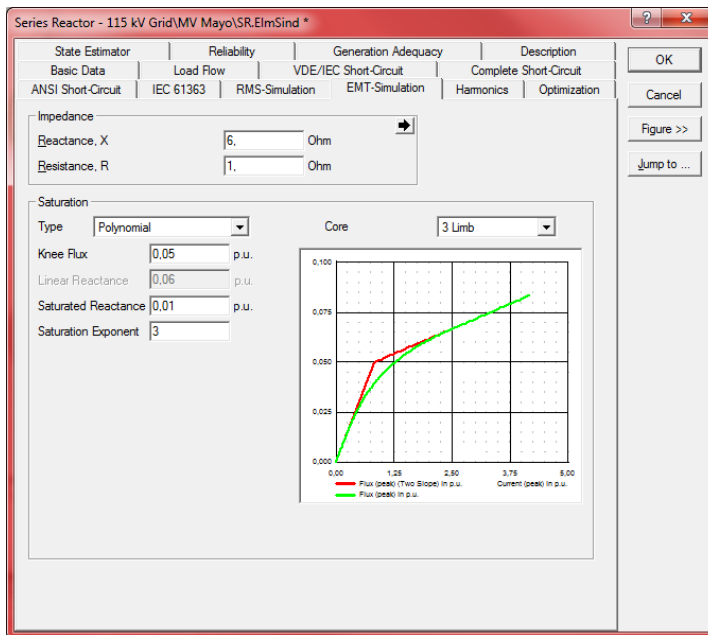 Series Reactor - 115 kV Grid\MV Mayo\SR.ElmSind *
State Estimator Reliability Generation Adequacy Description
Basic Data Load Flow VDE/IEC Short-Circuit Complete Short-Circuit
ANSI Short-Circuit IEC 61363 RMS-Simulation EMT-Simulation Harmonics Optimization
OK
Cancel
Figure >>
Jump to ...
Impedance
Reactance, X 6, Ohm
Resistance, R 1, Ohm
Saturation
Type Polynomial Core 3 Limb
Knee Flux 0,05 p.u.
Linear Reactance 0,06 p.u.
Saturated Reactance 0,01 p.u.
Saturation Exponent 3
0,100
0,075
0,050
0,025
0,000
0,00 1,25 2,50 3,75 5,00
Flux (peak) (Two Slope) in p.u. Current (peak) in p.u.
Flux (peak) in p.u.